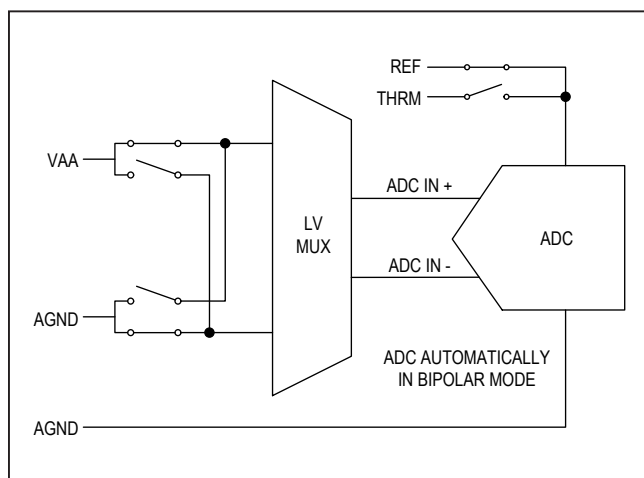 REF
THRM
VAA
ADC IN +
LV
MUX
ADC
ADC IN -
AGND
ADC AUTOMATICALLY
IN BIPOLAR MODE
AGND